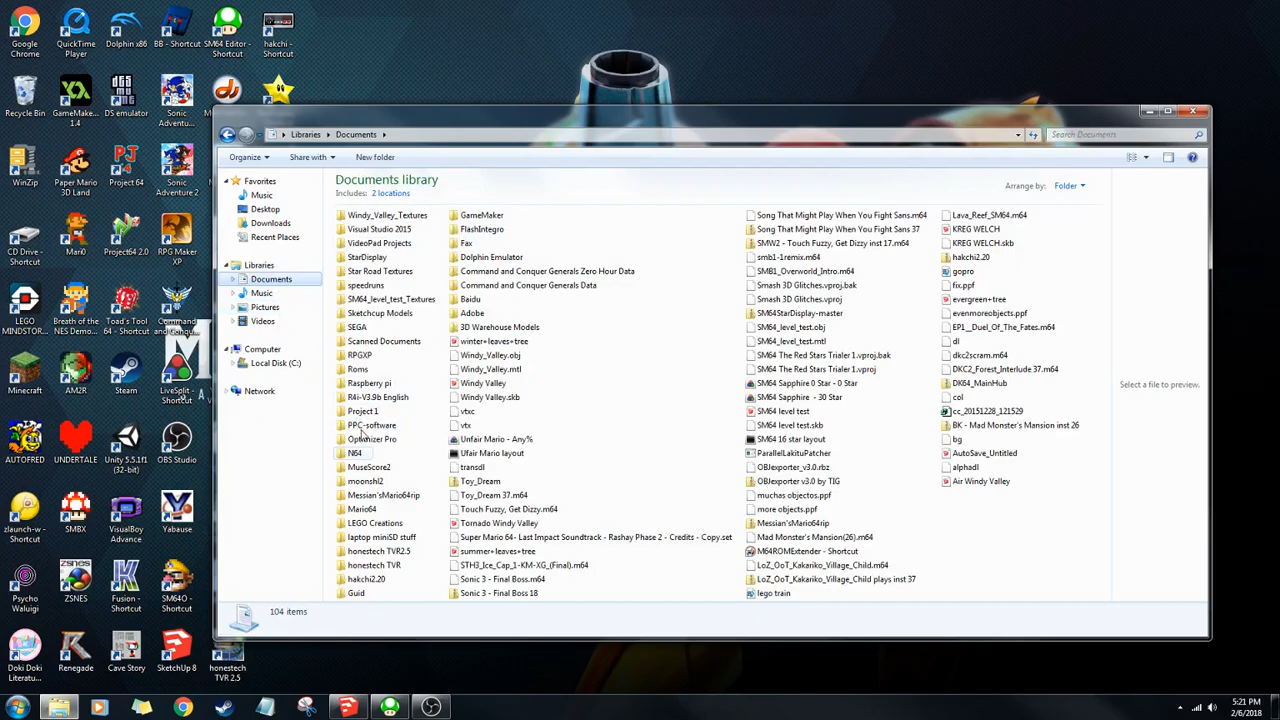 Google Chrome
QuickTime Player
Dolphin x86
BB - Shortcut
SM64 Editor - Shortcut
hakchi - Shortcut
Recycle Bin
GameMake... 1.4
DS emulator
Sonic Adventu...
WinZip
Paper Mario 3D Land
Project 64
Sonic Adventure 2
CD Drive - Shortcut
Mari0
Project64 2.0
RPG Maker XP
LEGO MINDSTOR...
Breath of the NES Demo...
Toad's Tool 64 - Shortcut
Minecraft
AM2R
Steam
LiveSplit - Shortcut
AUTOFRED
UNDERTALE
Unity 5.5.1f1 (32-bit)
OBS Studio
zlaunch-w - Shortcut
SMBX
VisualBoy Advance
Yabause
Psycho Waluigi
ZSNES
Fusion - Shortcut
SM64O - Shortcut
Doki Doki Literatu...
Renegade
Cave Story
SketchUp 8
honestech TVR 2.5
Libraries
Documents
Search Documents
Organize
Share with
New folder
Favorites
Music
Desktop
Downloads
Recent Places
Libraries
Documents
Music
Pictures
Videos
Computer
Local Disk (C:)
Network
Documents library
Includes: 2 locations
Arrange by: Folder
Windy_Valley_Textures
Visual Studio 2015
VideoPad Projects
StarDisplay
Star Road Textures
speedruns
SM64_level_test_Textures
Sketchup Models
SEGA
Scanned Documents
RPGXP
Roms
Raspberry pi
R4i-V3.9b English
Project 1
PPC-software
Optimizer Pro
N64
MuseScore2
moonshl2
Messian'sMario64rip
Mario64
LEGO Creations
laptop miniSD stuff
honestech TVR2.5
honestech TVR
hakchi2.20
Guid
GameMaker
FlashIntegro
Fax
Dolphin Emulator
Command and Conquer Generals Zero Hour Data
Command and Conquer Generals Data
Baidu
Adobe
3D Warehouse Models
winter+leaves+tree
Windy_Valley.obj
Windy_Valley.mtl
Windy Valley
Windy Valley.skb
vtxc
vtx
Unfair Mario - Any%
Ufair Mario layout
transdl
Toy_Dream
Toy_Dream 37.m64
Touch Fuzzy, Get Dizzy.m64
Tornado Windy Valley
Super Mario 64- Last Impact Soundtrack - Rashay Phase 2 - Credits - Copy.set
summer+leaves+tree
STH3_Ice_Cap_1-KM-XG_(Final).m64
Sonic 3 - Final Boss.m64
Sonic 3 - Final Boss 18
Song That Might Play When You Fight Sans.m64
Song That Might Play When You Fight Sans 37
SMW2 - Touch Fuzzy, Get Dizzy inst 17.m64
smb1-1remix.m64
SMB1_Overworld_Intro.m64
Smash 3D Glitches.vproj.bak
Smash 3D Glitches.vproj
SM64StarDisplay-master
SM64_level_test.obj
SM64_level_test.mtl
SM64 The Red Stars Trialer 1.vproj.bak
SM64 The Red Stars Trialer 1.vproj
SM64 Sapphire 0 Star - 0 Star
SM64 Sapphire  - 30 Star
SM64 level test
SM64 level test.skb
SM64 16 star layout
ParallelLakituPatcher
OBJexporter_v3.0.rbz
OBJexporter v3.0 by TIG
muchas objectos.ppf
more objects.ppf
Messian'sMario64rip
Mad Monster's Mansion(26).m64
M64ROMExtender - Shortcut
LoZ_OoT_Kakariko_Village_Child.m64
LoZ_OoT_Kakariko_Village_Child plays inst 37
lego train
Lava_Reef_SM64.m64
KREG WELCH
KREG WELCH.skb
hakchi2.20
gopro
fix.ppf
evergreen+tree
evenmoreobjects.ppf
EP1__Duel_Of_The_Fates.m64
dl
dkc2scram.m64
DKC2_Forest_Interlude 37.m64
DK64_MainHub
col
cc_20151228_121529
BK - Mad Monster's Mansion inst 26
bg
AutoSave_Untitled
alphadl
Air Windy Valley
Select a file to preview.
104 items
5:21 PM
2/6/2018